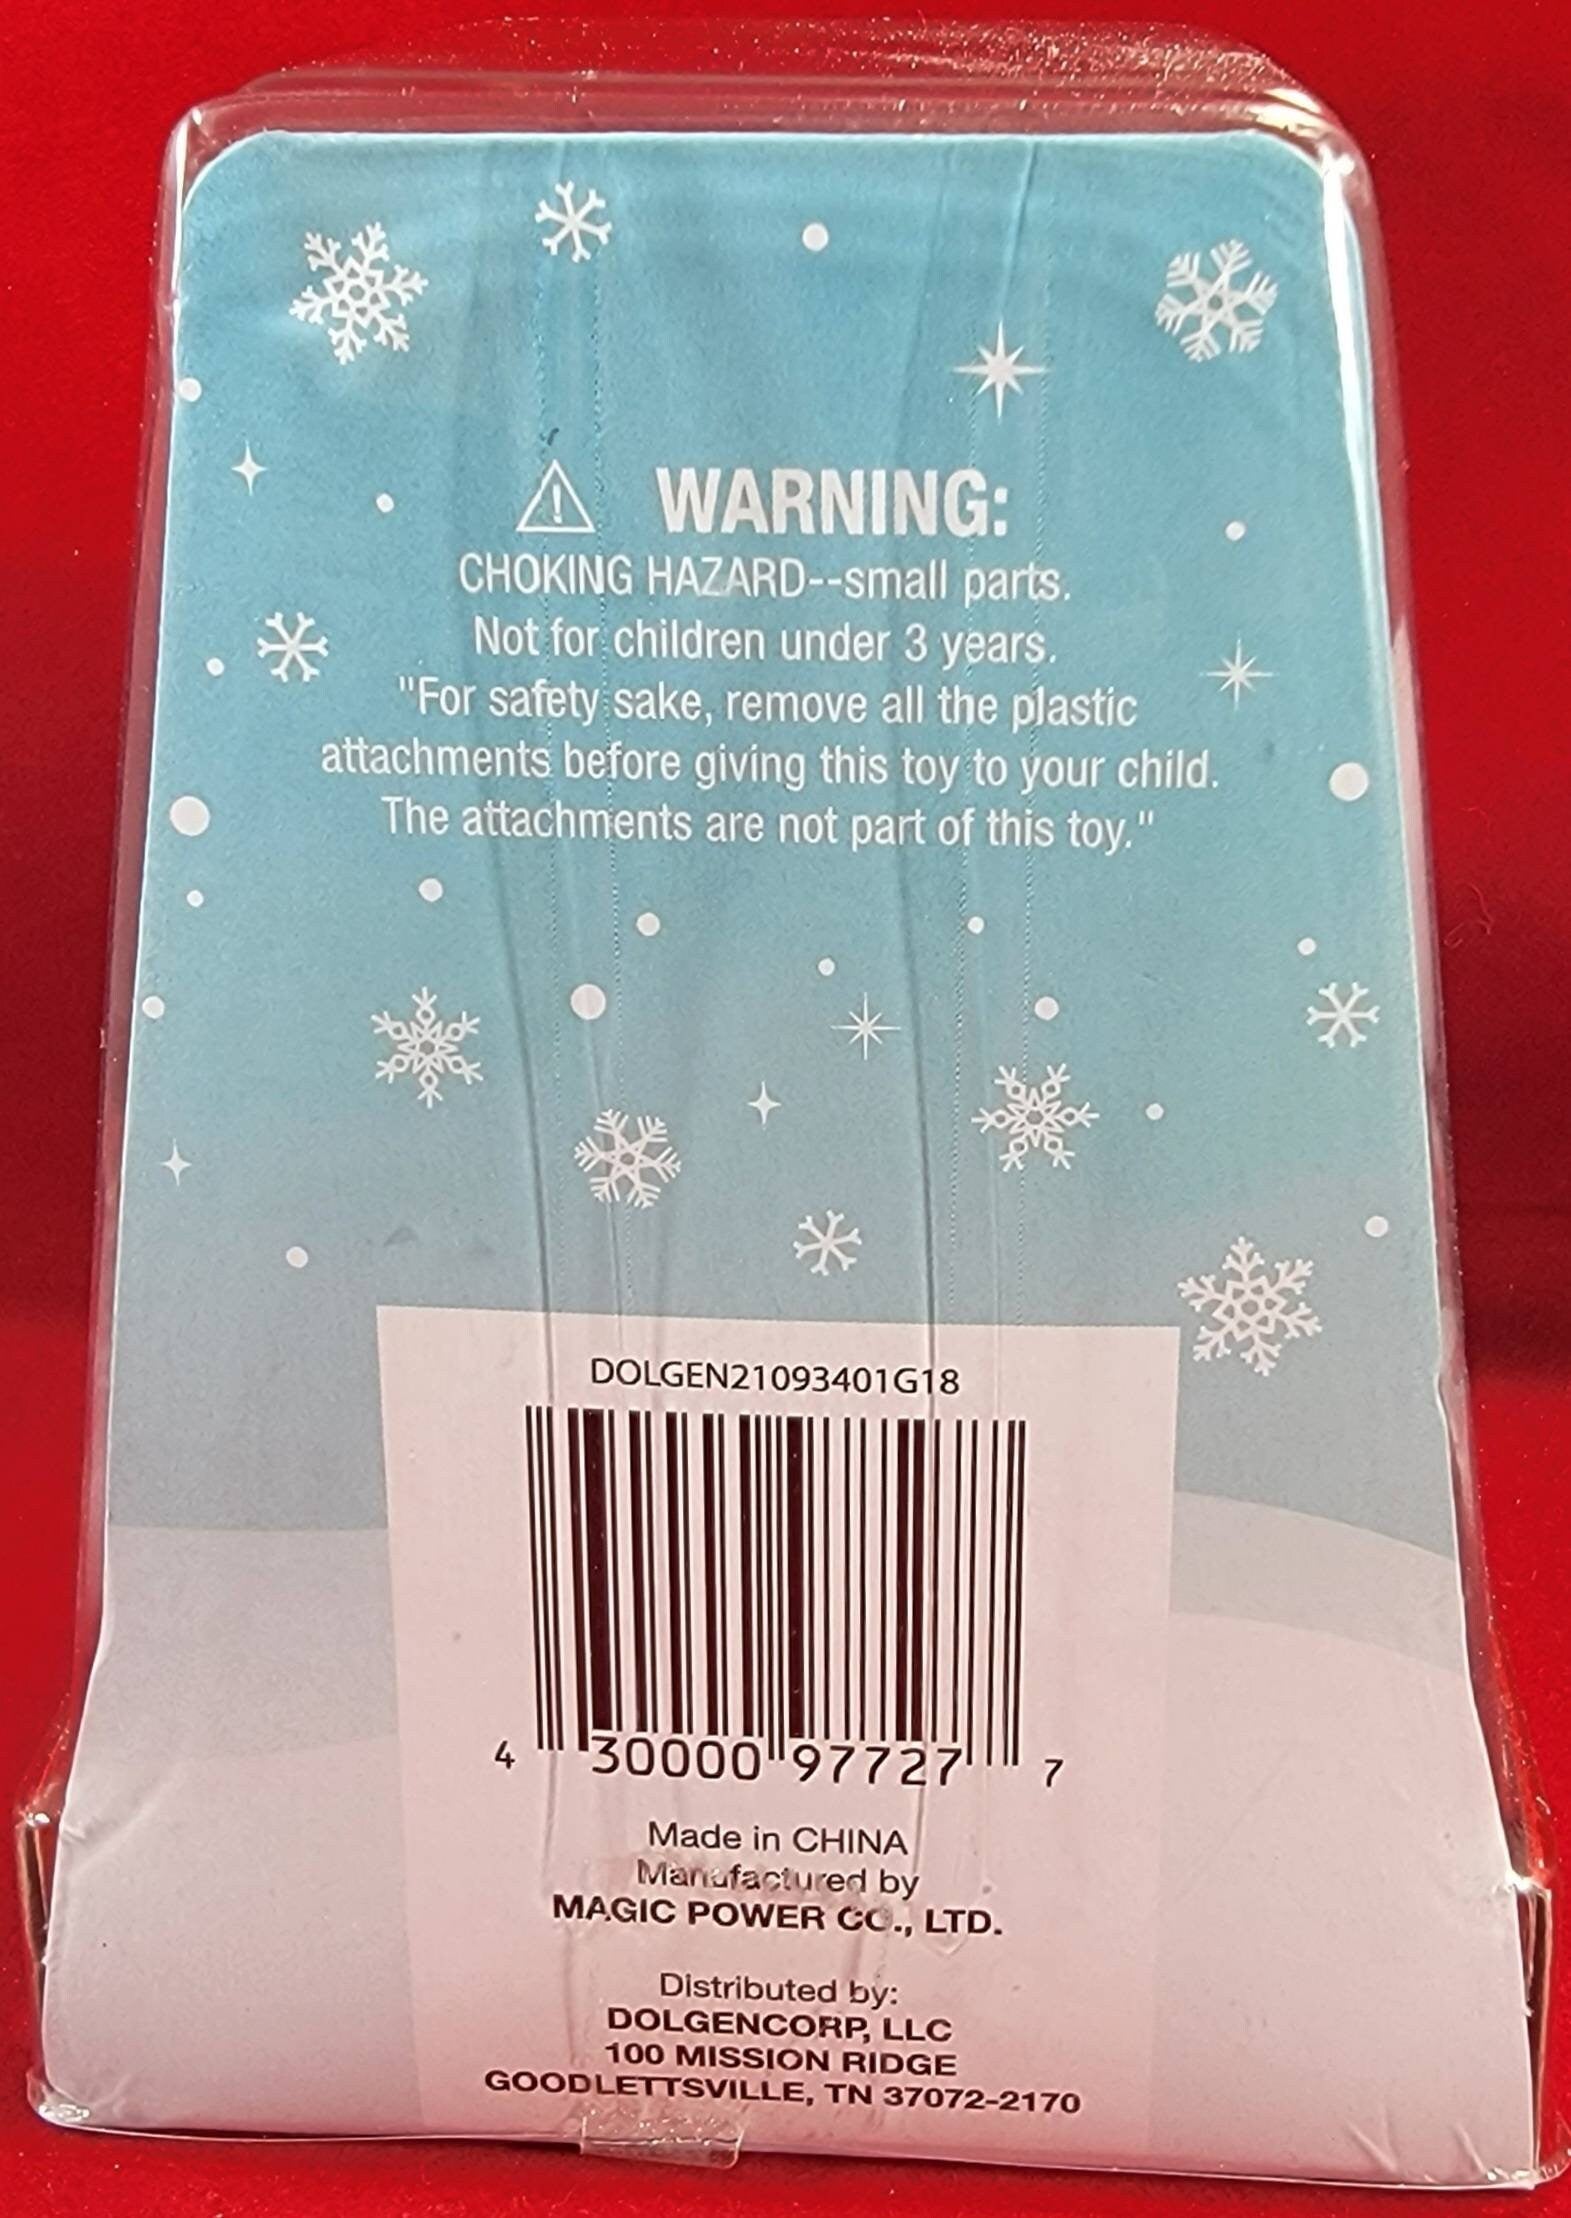 ⚠ WARNING:
CHOKING HAZARD--small parts.
Not for children under 3 years.
"For safety sake, remove all the plastic
attachments before giving this toy to your child.
The attachments are not part of this toy."
DOLGEN21093401G18
4 30000 97727 7
Made in CHINA
Manufactured by
MAGIC POWER CO., LTD.
Distributed by:
DOLGENCORP, LLC
100 MISSION RIDGE
GOODLETTSVILLE, TN 37072-2170